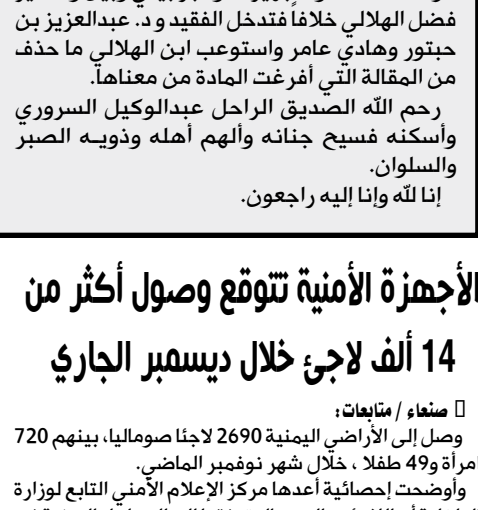 فضل الهلالي خلافاً فتدخل الفقيد و د. عبدالعزيز بن
حبتور وهادي عامر واستوعب ابن الهلالي ما حذف
من المقالة التي أفرغت المادة من معناها.
رحم الله الصديق الراحل عبدالوكيل السروري
وأسكنه فسيح جنانه وألهم أهله وذويــه الصبر
والسلوان.
إنا لله وإنا إليه راجعون.
الأجهزة الأمنية تتوقع وصول أكثر من
14 ألف لاجئ خلال ديسمبر الجاري
صنعاء / متابعات:
وصل إلى الأراضي اليمنية 2690 لاجئا صوماليا، بينهم 720
امرأة و49 طفلا ، خلال شهر نوفمبر الماضي.
وأوضحت إحصائية أعدها مركز الإعلام الأمني التابع لوزارة